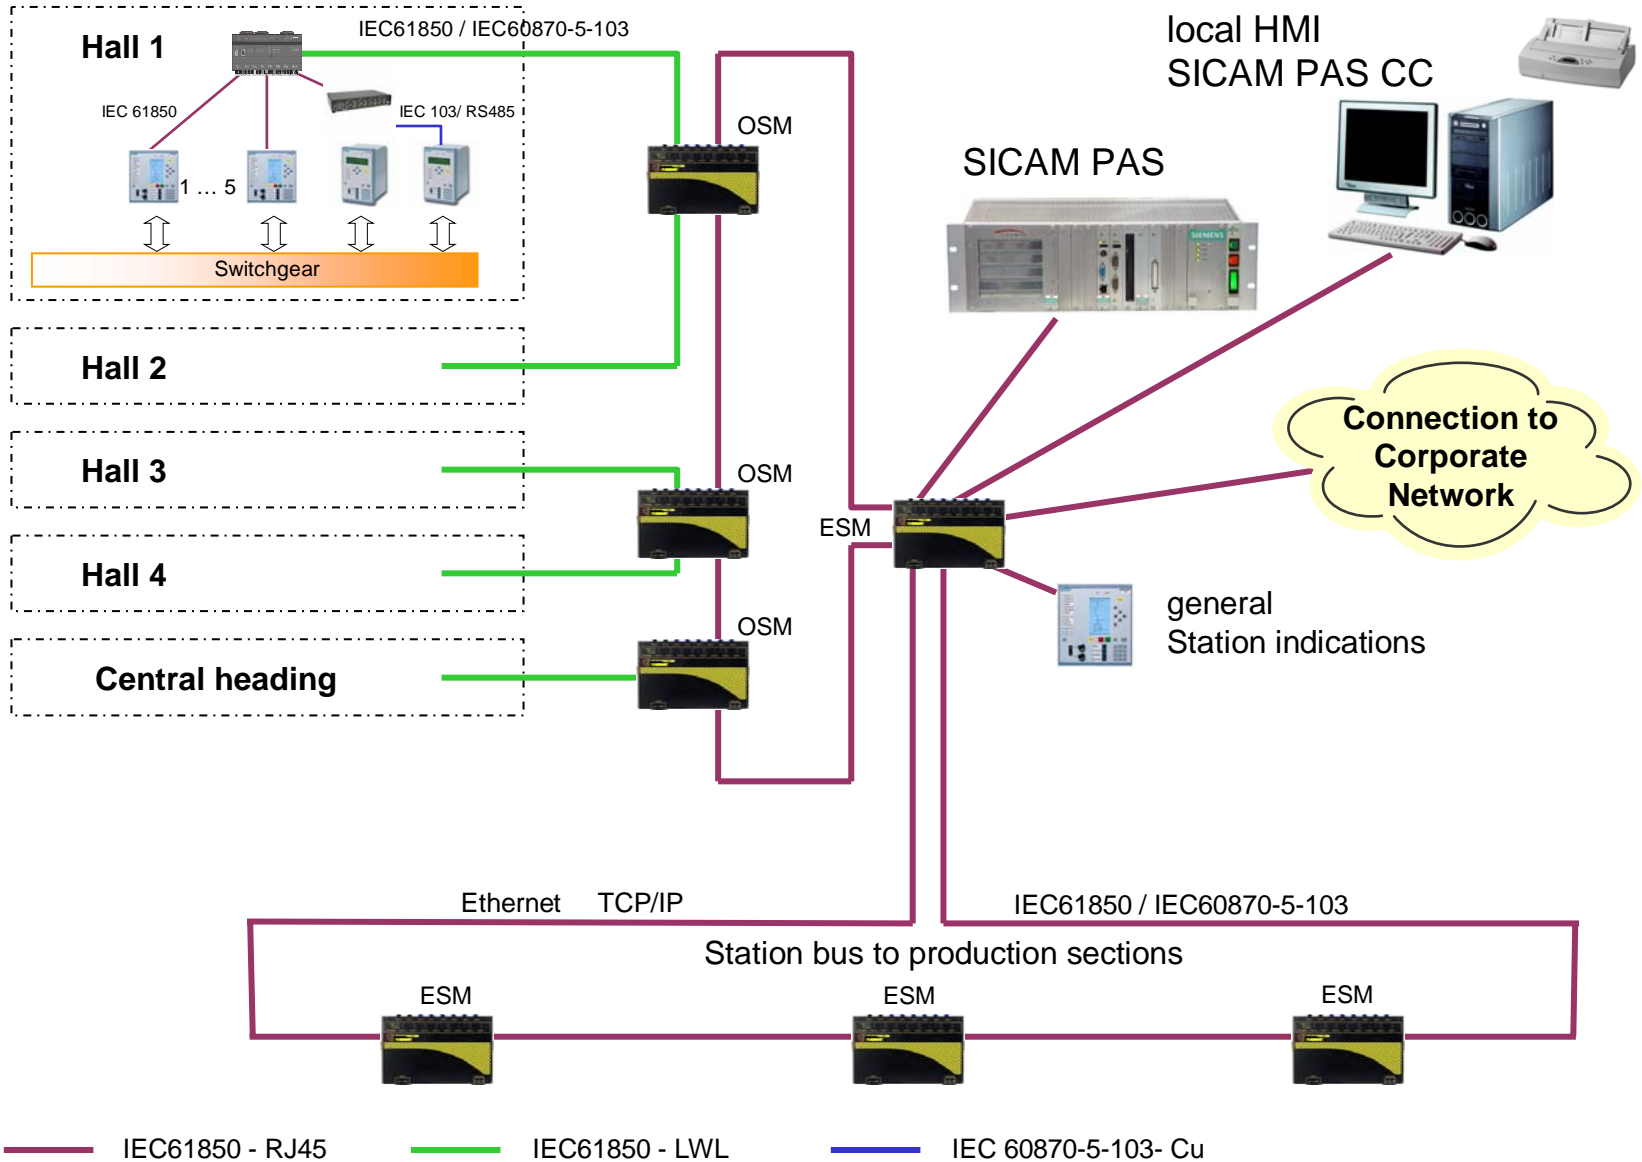 Hall 1
IEC61850 / IEC60870-5-103
IEC 61850
IEC 103/ RS485
1 … 5
Switchgear
OSM
local HMI
SICAM PAS CC
SICAM PAS
SIEMENS
Hall 2
Hall 3
OSM
ESM
Connection to
Corporate
Network
Hall 4
general
Station indications
OSM
Central heading
Ethernet TCP/IP
IEC61850 / IEC60870-5-103
Station bus to production sections
ESM
ESM
ESM
IEC61850 - RJ45
IEC61850 - LWL
IEC 60870-5-103- Cu